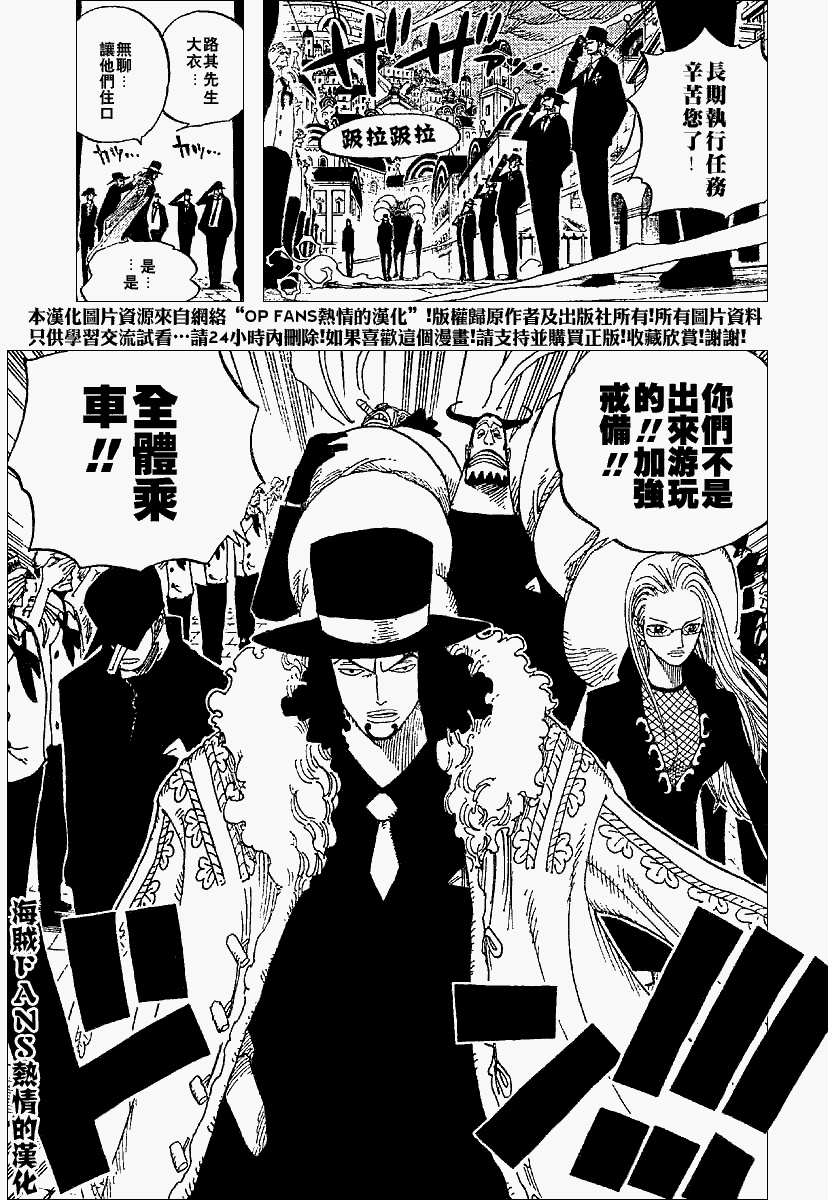 長期執行任務
辛苦您了！
趿拉趿拉
ザッザッ
ザッ…
路其先生
大衣…
無聊…
讓他們住口
カッ…
カッ…
…是…
是
本漢化圖片資源來自網絡“OP FANS熱情的漢化”!版權歸原作者及出版社所有!所有圖片資料
只供學習交流試看…請24小時內刪除!如果喜歡這個漫畫!請支持並購買正版!收藏欣賞!謝謝!
你們不是
出來游玩
的!!加強
戒備!!
全體乘
車!!
ドン!!
海賊FANS熱情的漢化